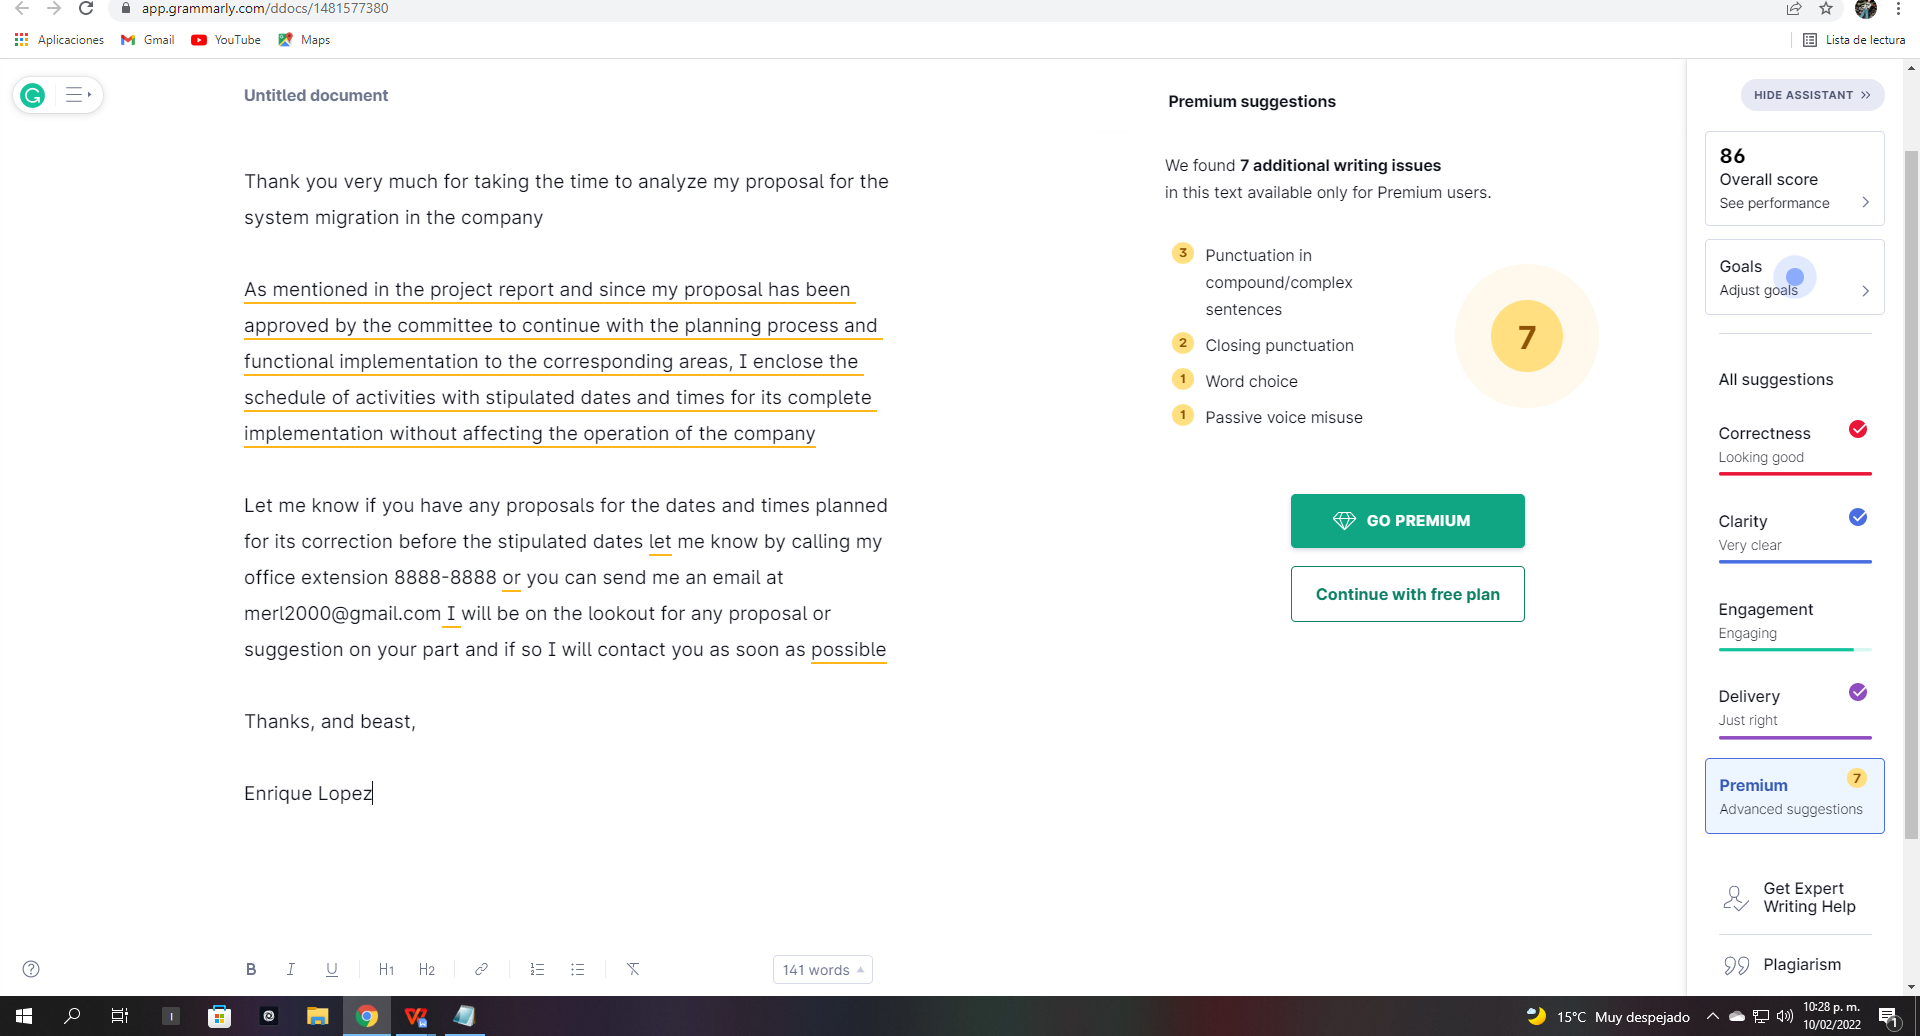 app.grammarly.com/ddocs/1481577380
Aplicaciones Gmail YouTube Maps Lista de lectura
Untitled document
Thank you very much for taking the time to analyze my proposal for the
system migration in the company
As mentioned in the project report and since my proposal has been
approved by the committee to continue with the planning process and
functional implementation to the corresponding areas, I enclose the
schedule of activities with stipulated dates and times for its complete
implementation without affecting the operation of the company
Let me know if you have any proposals for the dates and times planned
for its correction before the stipulated dates let me know by calling my
office extension 8888-8888 or you can send me an email at
merl2000@gmail.com I will be on the lookout for any proposal or
suggestion on your part and if so I will contact you as soon as possible
Thanks, and beast,
Enrique Lopez
B I U H1 H2
141 words
Premium suggestions
We found 7 additional writing issues
in this text available only for Premium users.
3 Punctuation in
compound/complex
sentences
2 Closing punctuation
1 Word choice
1 Passive voice misuse
7
GO PREMIUM
Continue with free plan
HIDE ASSISTANT
86
Overall score
See performance
Goals
Adjust goals
All suggestions
Correctness
Looking good
Clarity
Very clear
Engagement
Engaging
Delivery
Just right
Premium 7
Advanced suggestions
Get Expert
Writing Help
Plagiarism
15°C Muy despejado
10:28 p. m.
10/02/2022
1